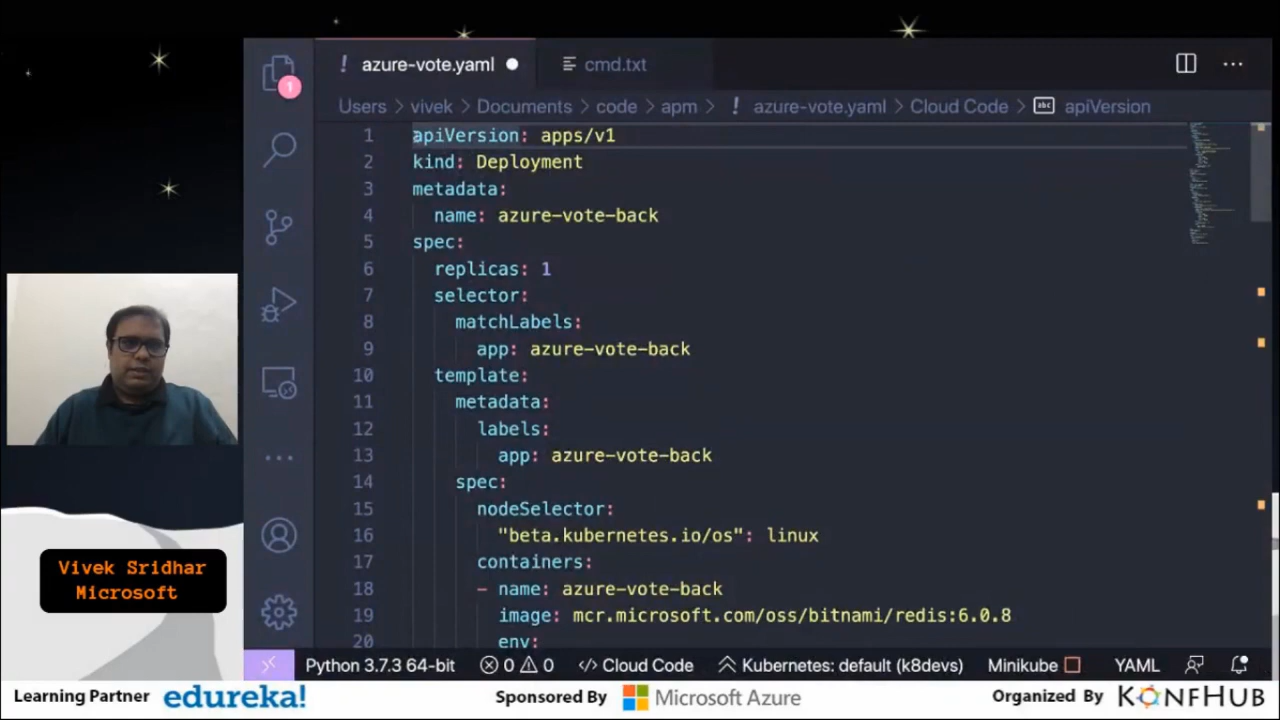 azure-vote.yaml
cmd.txt
Users > vivek > Documents > code > apm > ! azure-vote.yaml > Cloud Code > abc apiVersion
1
1 apiVersion: apps/v1
2 kind: Deployment
3 metadata:
4 name: azure-vote-back
5 spec:
6 replicas: 1
7 selector:
8 matchLabels:
9 app: azure-vote-back
10 template:
11 metadata:
12 labels:
13 app: azure-vote-back
14 spec:
15 nodeSelector:
16 "beta.kubernetes.io/os": linux
17 containers:
18 - name: azure-vote-back
19 image: mcr.microsoft.com/oss/bitnami/redis:6.0.8
20 env:
Vivek Sridhar
Microsoft
Python 3.7.3 64-bit 0 0 </> Cloud Code Kubernetes: default (k8devs) Minikube YAML
Learning Partner edureka! Sponsored By Microsoft Azure Organized By KONFHUB